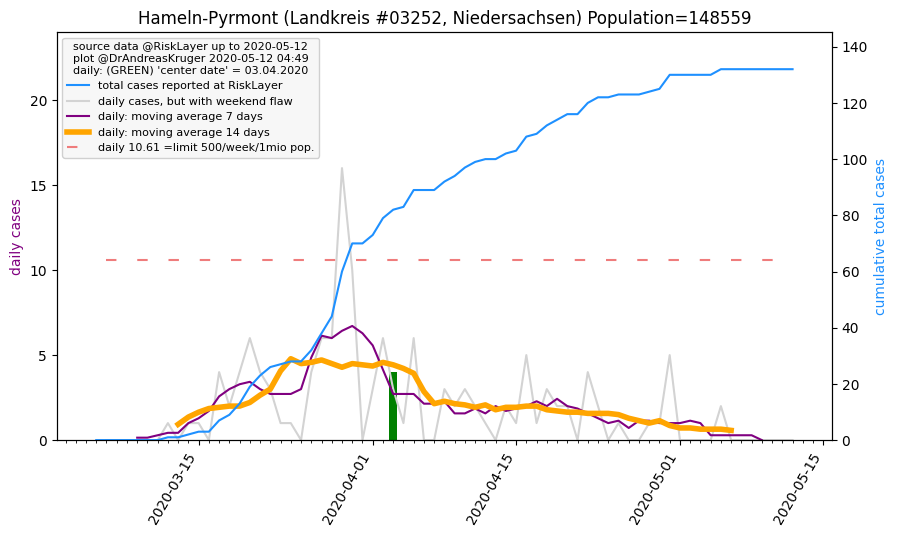 Hameln-Pyrmont (Landkreis #03252, Niedersachsen) Population=148559
source data @RiskLayer up to 2020-05-12
plot @DrAndreasKruger 2020-05-12 04:49
daily: (GREEN) 'center date' = 03.04.2020
total cases reported at RiskLayer
daily cases, but with weekend flaw
daily: moving average 7 days
daily: moving average 14 days
daily 10.61 =limit 500/week/1mio pop.
daily cases
20
15
10
5
0
cumulative total cases
140
120
100
80
60
40
20
0
2020-03-15
2020-04-01
2020-04-15
2020-05-01
2020-05-15